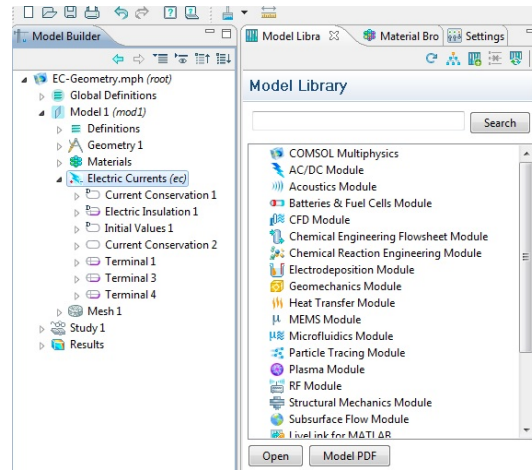 Model Builder
EC-Geometry.mph (root)
Global Definitions
Model 1 (mod1)
Definitions
Geometry 1
Materials
Electric Currents (ec)
Current Conservation 1
Electric Insulation 1
Initial Values 1
Current Conservation 2
Terminal 1
Terminal 3
Terminal 4
Mesh 1
Study 1
Results
Model Libra
Material Bro
Settings
Model Library
Search
COMSOL Multiphysics
AC/DC Module
Acoustics Module
Batteries & Fuel Cells Module
CFD Module
Chemical Engineering Flowsheet Module
Chemical Reaction Engineering Module
Electrodeposition Module
Geomechanics Module
Heat Transfer Module
MEMS Module
Microfluidics Module
Particle Tracing Module
Plasma Module
RF Module
Structural Mechanics Module
Subsurface Flow Module
LiveLink for MATLAB
Open
Model PDF